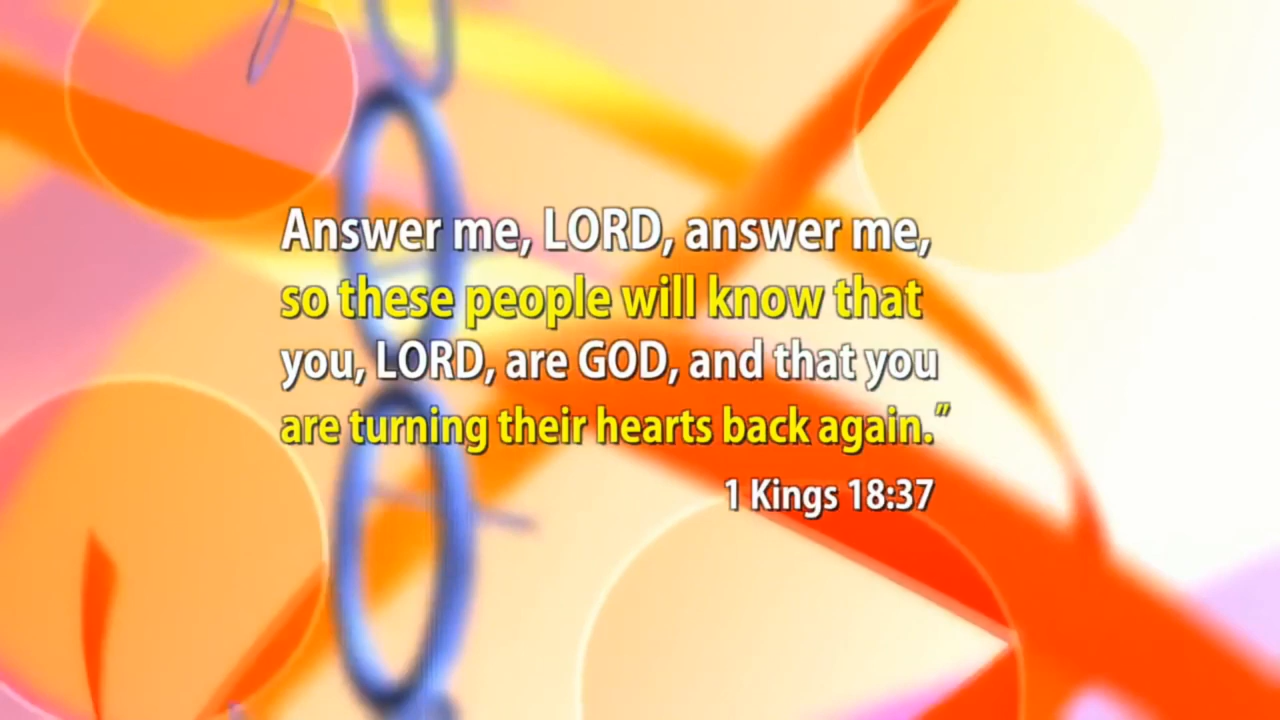 Answer me, LORD, answer me,
so these people will know that
you, LORD, are GOD, and that you
are turning their hearts back again.”
1 Kings 18:37